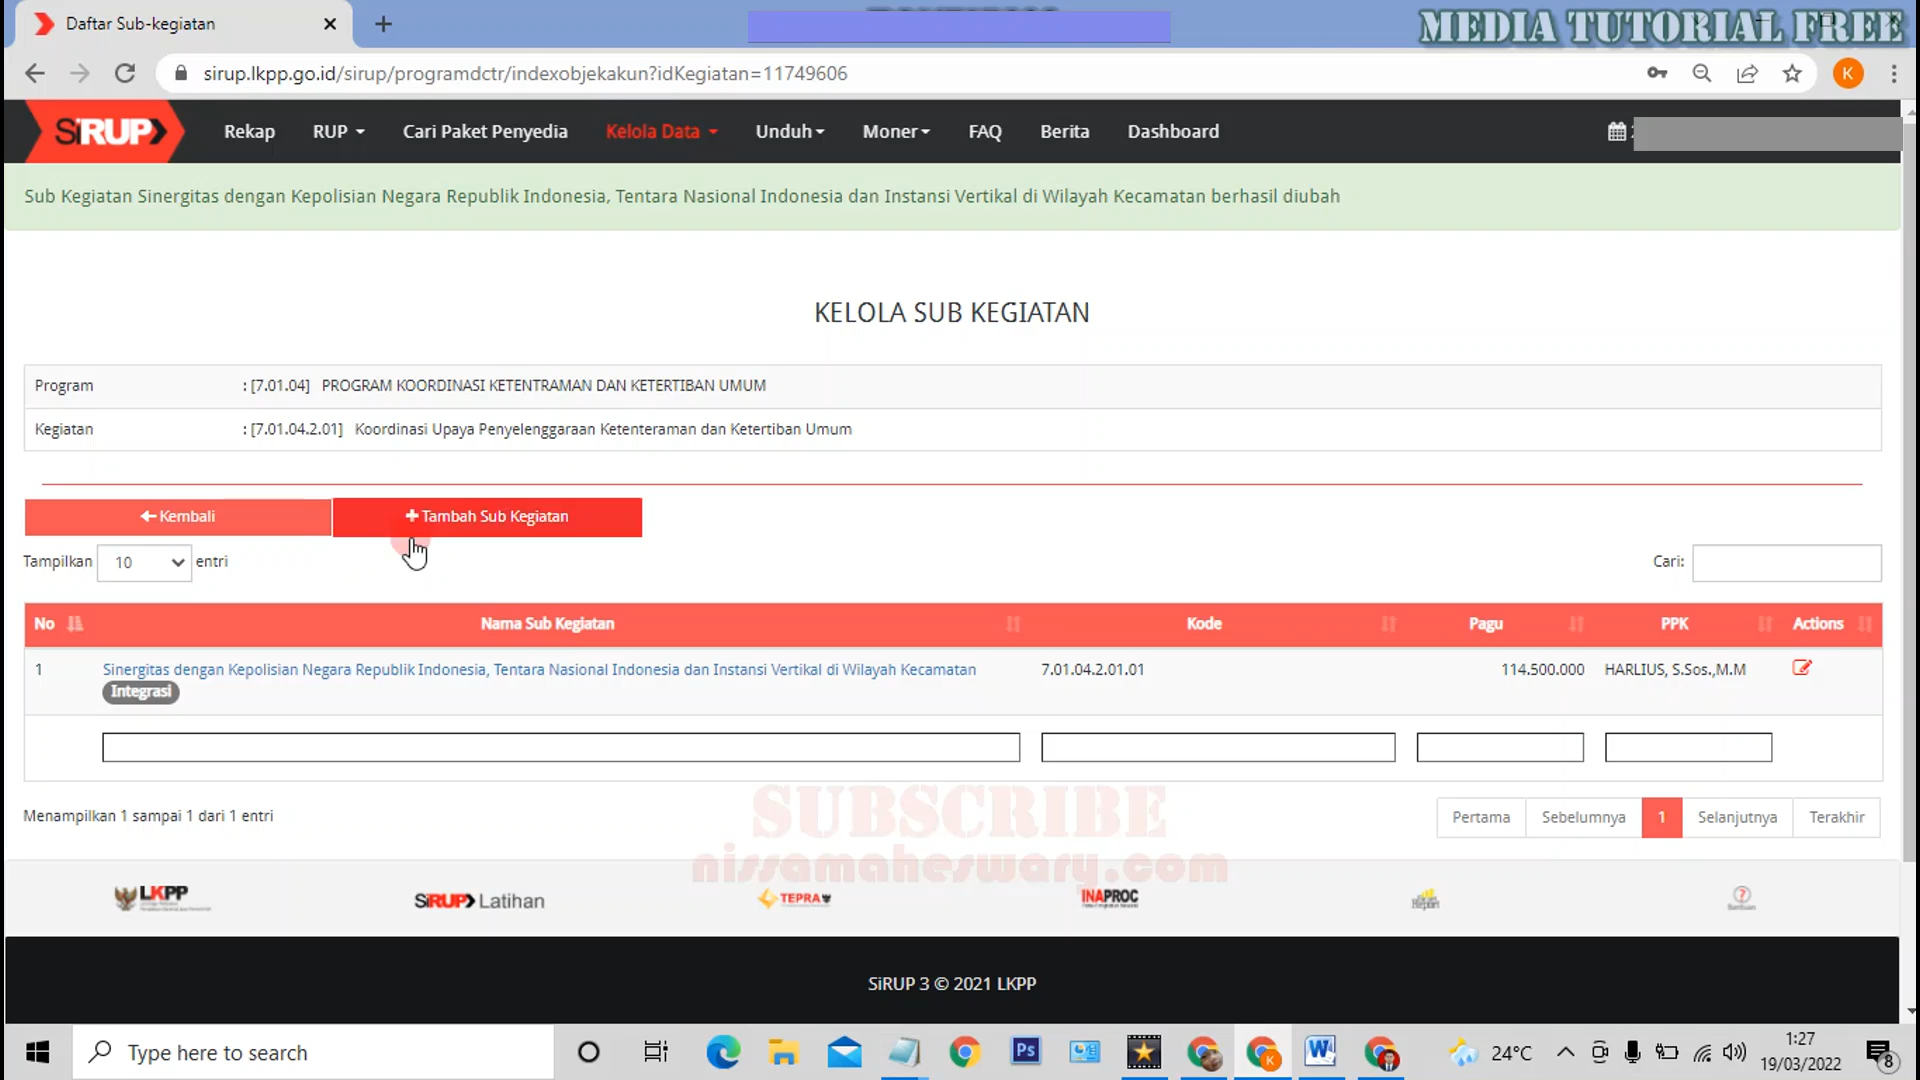 Daftar Sub-kegiatan
MEDIA TUTORIAL FREE
sirup.lkpp.go.id/sirup/programdctr/indexobjekakun?idKegiatan=11749606
K
SiRUP
Rekap
RUP
Cari Paket Penyedia
Kelola Data
Unduh
Moner
FAQ
Berita
Dashboard
Sub Kegiatan Sinergitas dengan Kepolisian Negara Republik Indonesia, Tentara Nasional Indonesia dan Instansi Vertikal di Wilayah Kecamatan berhasil diubah
KELOLA SUB KEGIATAN
Program : [7.01.04] PROGRAM KOORDINASI KETENTRAMAN DAN KETERTIBAN UMUM
Kegiatan : [7.01.04.2.01] Koordinasi Upaya Penyelenggaraan Ketenteraman dan Ketertiban Umum
Kembali
Tambah Sub Kegiatan
Tampilkan 10 entri
Cari:
No Nama Sub Kegiatan Kode Pagu PPK Actions
1 Sinergitas dengan Kepolisian Negara Republik Indonesia, Tentara Nasional Indonesia dan Instansi Vertikal di Wilayah Kecamatan 7.01.04.2.01.01 114.500.000 HARLIUS, S.Sos.,M.M
Integrasi
SUBSCRIBE
Menampilkan 1 sampai 1 dari 1 entri
Pertama Sebelumnya 1 Selanjutnya Terakhir
nissamaheswary.com
LKPP
SiRUP Latihan
TEPRA
INAPROC
Report
Bantuan
SiRUP 3 © 2021 LKPP
Type here to search
Ps
K
W
24°C
1:27
19/03/2022
8